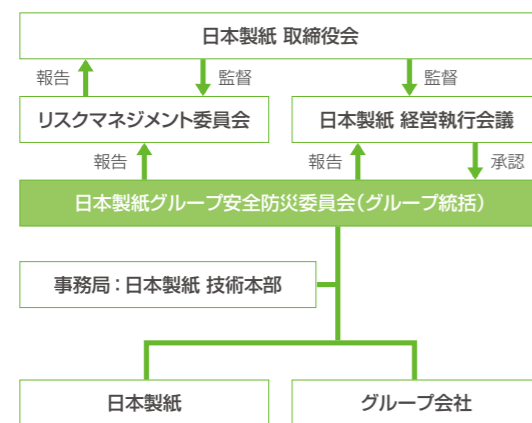 日本製紙 取締役会
報告
監督
監督
リスクマネジメント委員会
日本製紙 経営執行会議
報告
報告
承認
日本製紙グループ安全防災委員会(グループ統括)
事務局：日本製紙 技術本部
日本製紙
グループ会社